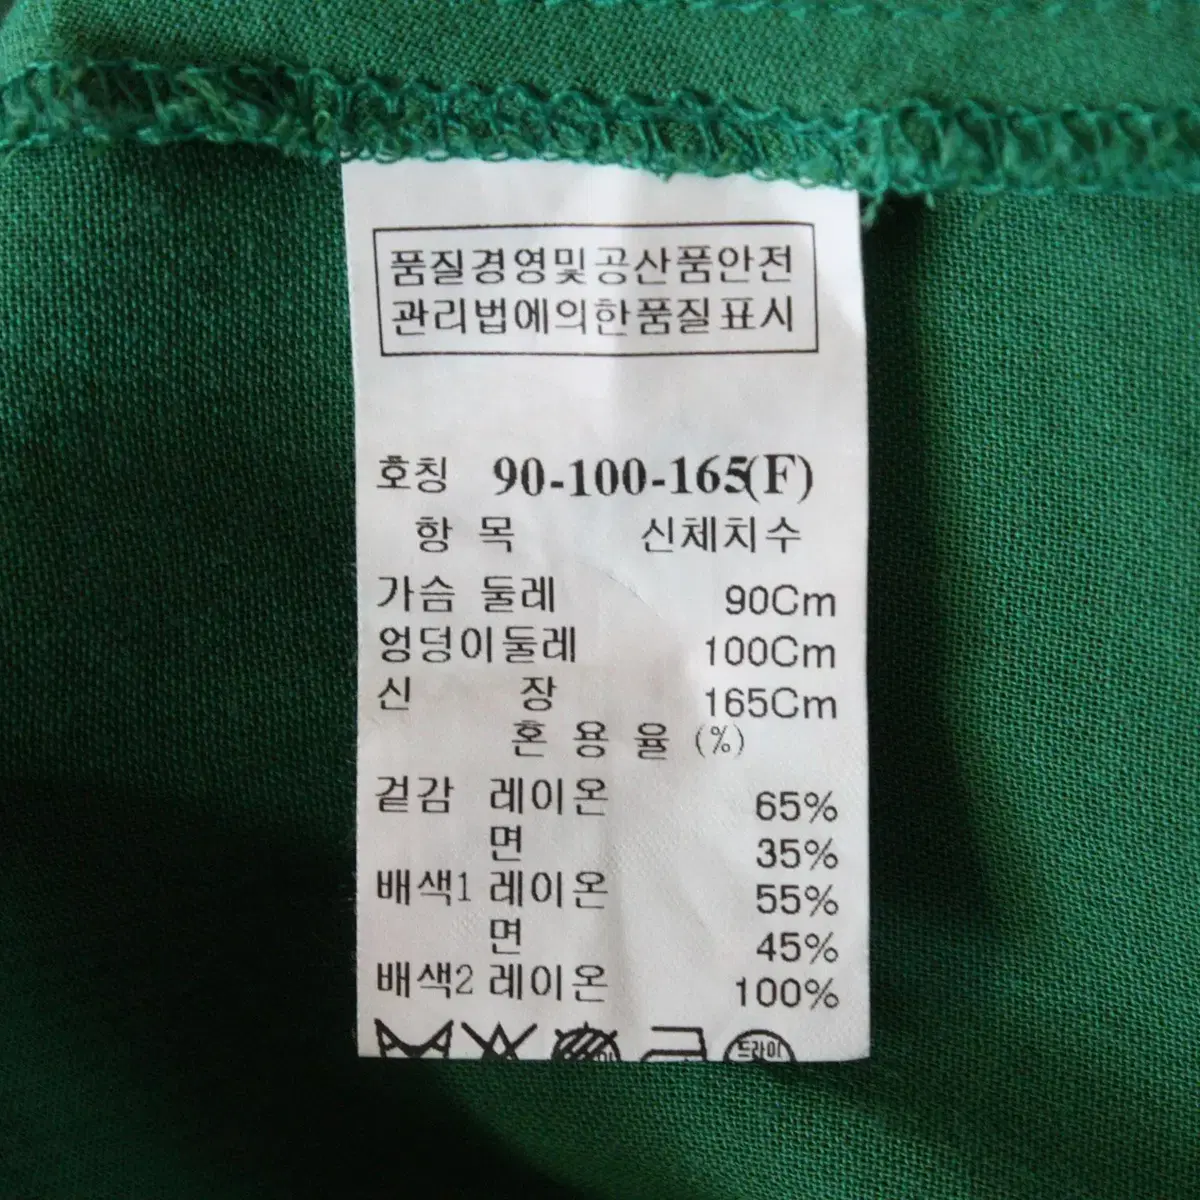 품질경영및공산품안전
관리법에의한품질표시
호칭 90-100-165(F)
항 목 신체치수
가슴 둘레 90Cm
엉덩이둘레 100Cm
신 장 165Cm
혼 용 율 (%)
겉감 레이온 65%
면 35%
배색1 레이온 55%
면 45%
배색2 레이온 100%
드라이